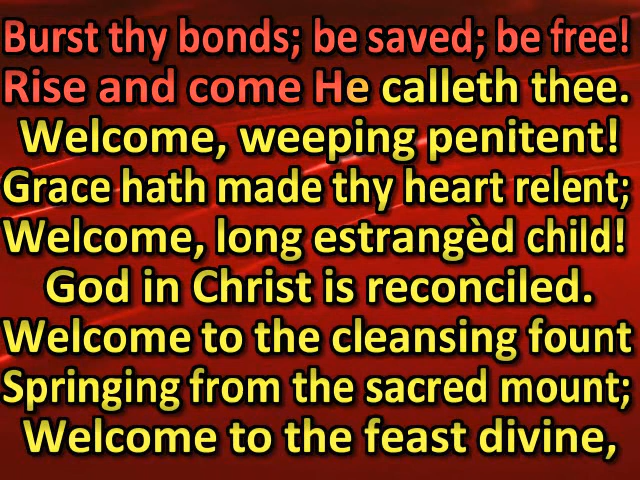 Burst thy bonds; be saved; be free!
Rise and come He calleth thee.
Welcome, weeping penitent!
Grace hath made thy heart relent;
Welcome, long estrangèd child!
God in Christ is reconciled.
Welcome to the cleansing fount
Springing from the sacred mount;
Welcome to the feast divine,